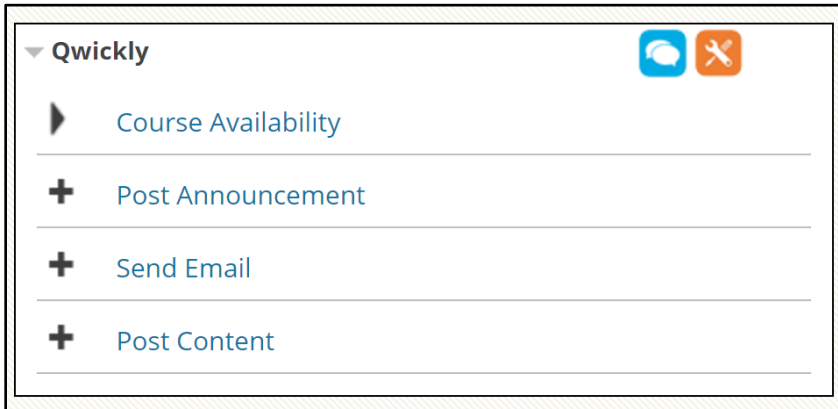 Qwickly
Course Availability
Post Announcement
Send Email
Post Content